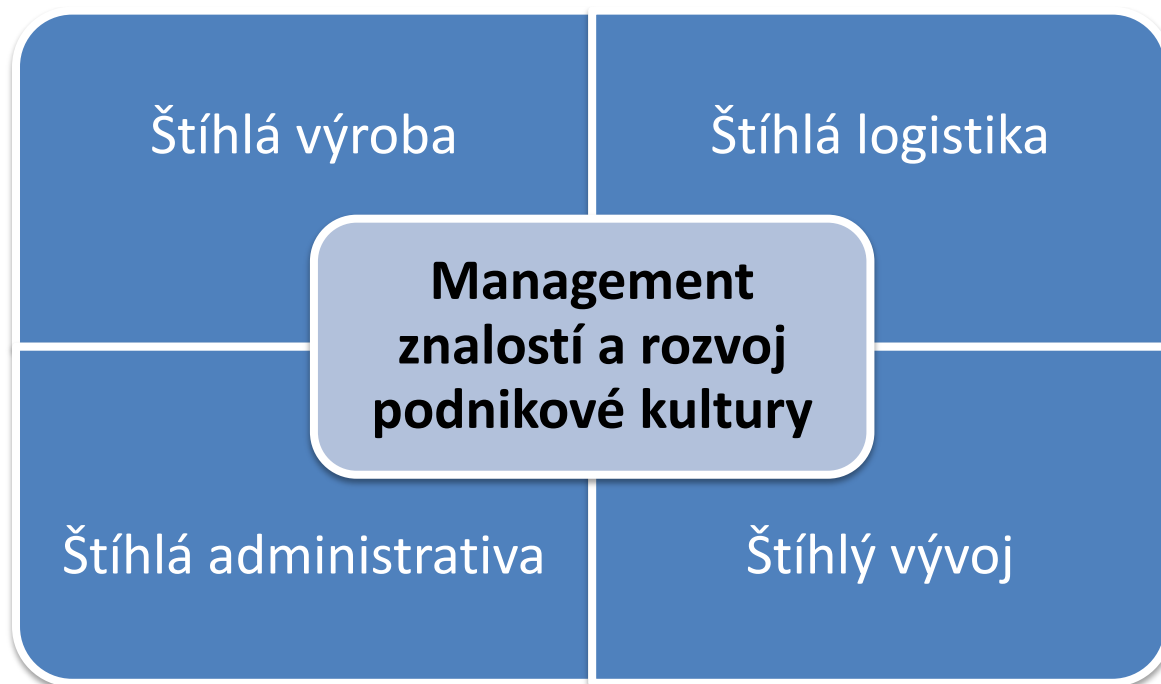 Štíhlá výroba
Štíhlá logistika
Management
znalostí a rozvoj
podnikové kultury
Štíhlá administrativa
Štíhlý vývoj